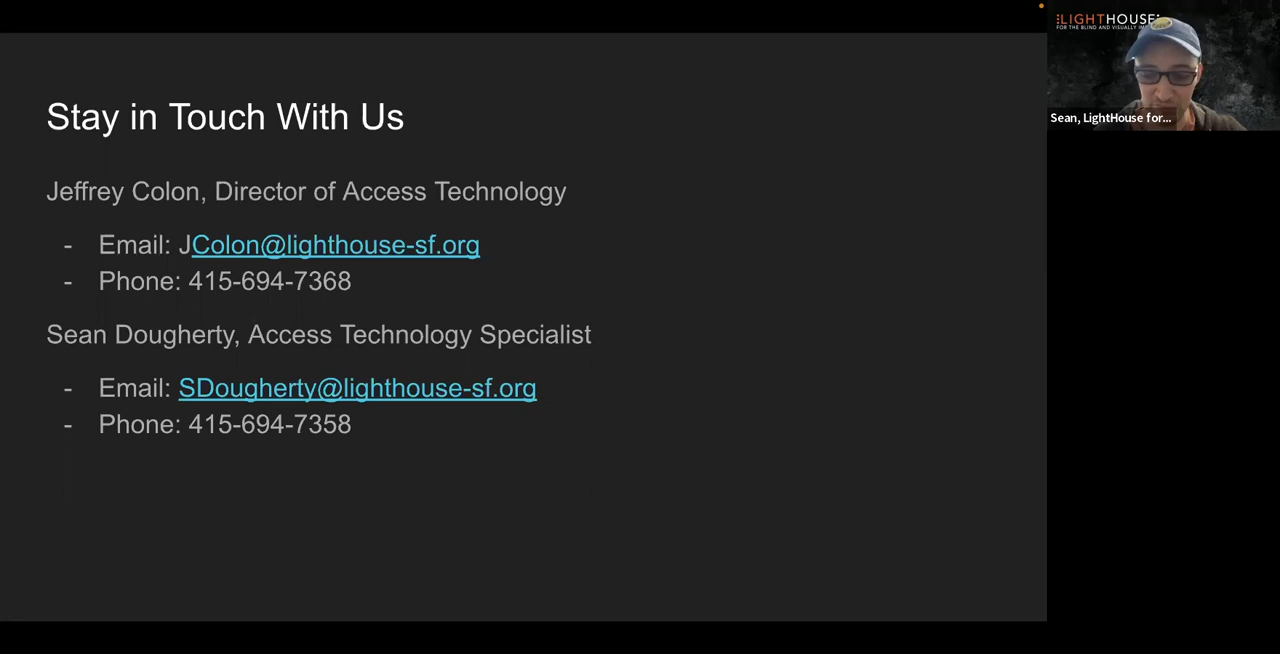 Stay in Touch With Us
Jeffrey Colon, Director of Access Technology
- Email: JColon@lighthouse-sf.org
- Phone: 415-694-7368
Sean Dougherty, Access Technology Specialist
- Email: SDougherty@lighthouse-sf.org
- Phone: 415-694-7358
LIGHTHOUSE
FOR THE BLIND AND VISUALLY
Sean, LightHouse for...